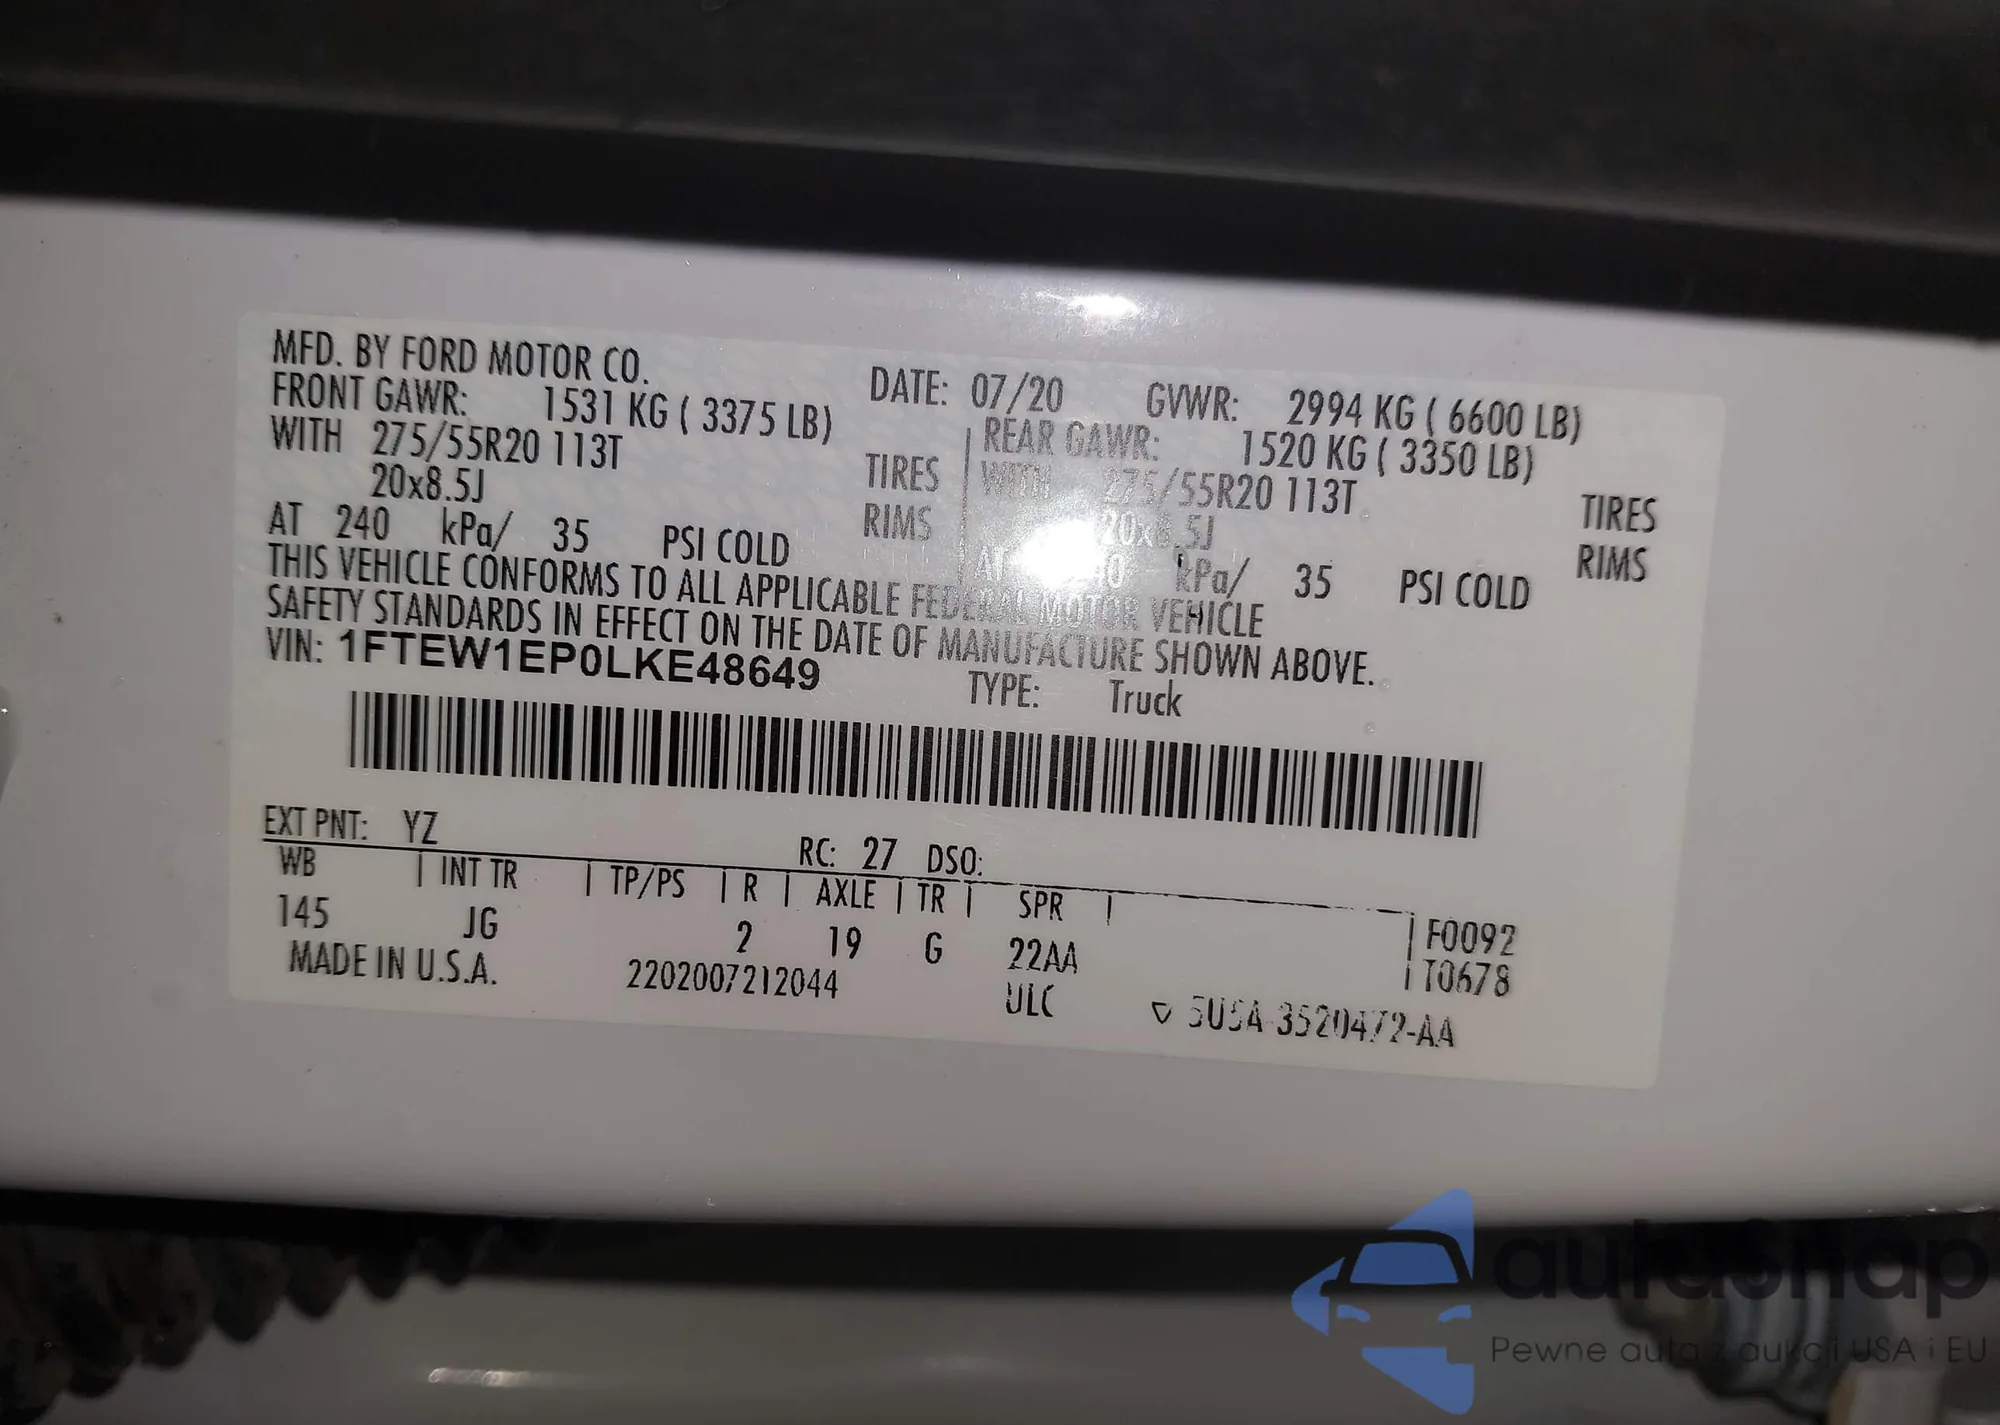 MFD. BY FORD MOTOR CO. DATE: 07/20 GVWR: 2994 KG ( 6600 LB)
FRONT GAWR: 1531 KG ( 3375 LB) REAR GAWR: 1520 KG ( 3350 LB)
WITH 275/55R20 113T TIRES WITH 275/55R20 113T TIRES
20x8.5J RIMS 20x8.5J RIMS
AT 240 kPa/ 35 PSI COLD AT kPa/ 35 PSI COLD
THIS VEHICLE CONFORMS TO ALL APPLICABLE FEDERAL MOTOR VEHICLE
SAFETY STANDARDS IN EFFECT ON THE DATE OF MANUFACTURE SHOWN ABOVE.
VIN: 1FTEW1EP0LKE48649 TYPE: Truck
EXT PNT: YZ RC: 27 DSO:
WB | INT TR | TP/PS | R | AXLE | TR | SPR |
145 JG 2 19 G 22AA | F0092
MADE IN U.S.A. 2202007212044 ULC | T0678
5U5A-3520472-AA
autosnap
Pewne auta z aukcji USA i EU